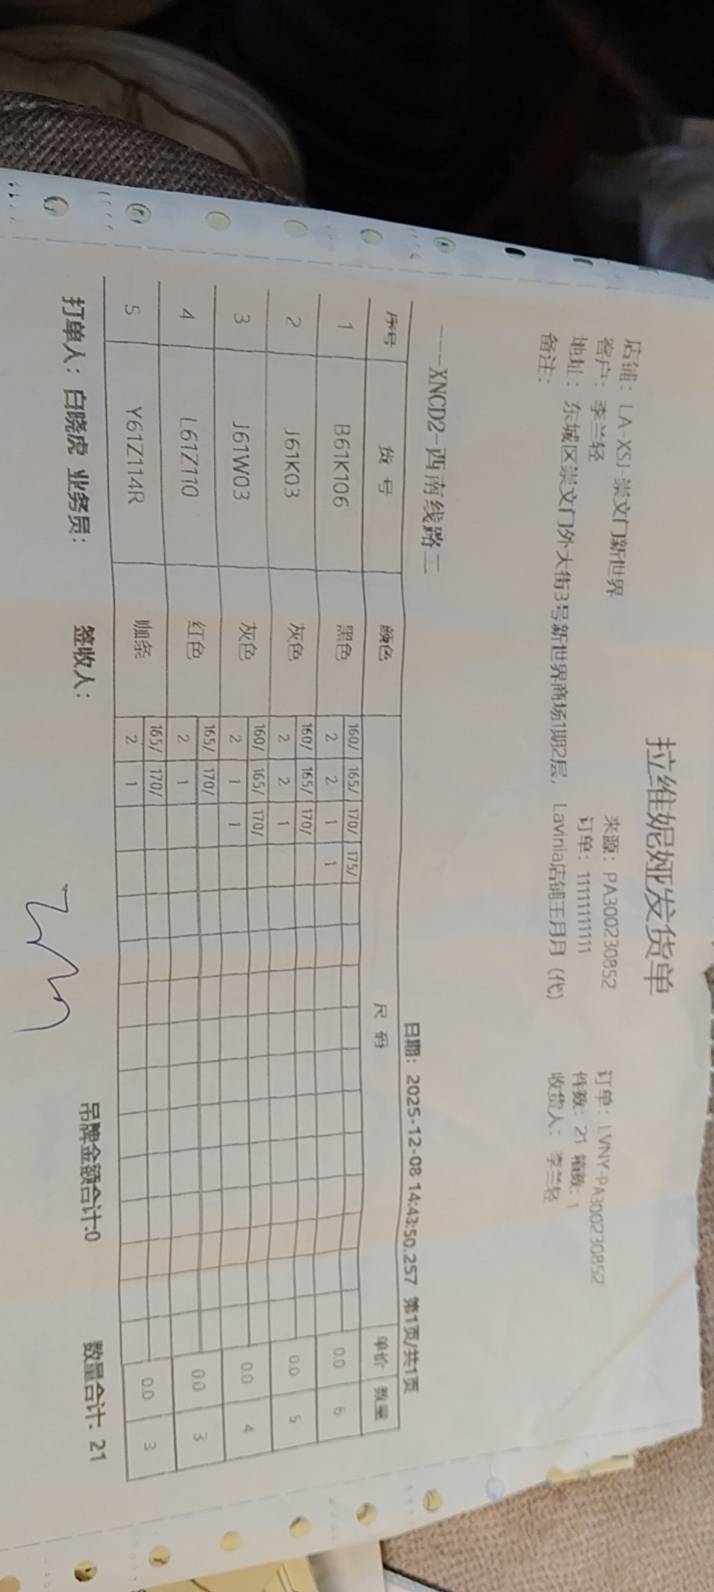 拉维妮娅发货单
店铺：LA-XSJ-崇文门新世界
客户：李兰轻 来源：PA300230852 订单：LVNY-PA300230852
订单：11111111111 件数：21 箱数：1
地址：东城区崇文门外大街3号新世界商场1期2层，Lavinia店铺王月月（代） 收货人：李兰轻
备注：
---XNCD2-西南线路二 日期：2025-12-08 14:43:50.257 第1页/共1页
序号 货号 颜色 尺码 单价 数量
160/ 165/ 170/ 175/
1 B61K106 黑色 2 2 1 1 0.0 6
160/ 165/ 170/
2 J61K03 灰色 2 2 1 0.0 5
160/ 165/ 170/
3 J61W03 灰色 2 1 1 0.0 4
165/ 170/
4 L61Z110 红色 2 1 0.0 3
165/ 170/
5 Y61Z114R 咖条 2 1 0.0 3
打单人：白晓虎 业务员： 签收人： 吊牌金额合计:0 数量合计：21